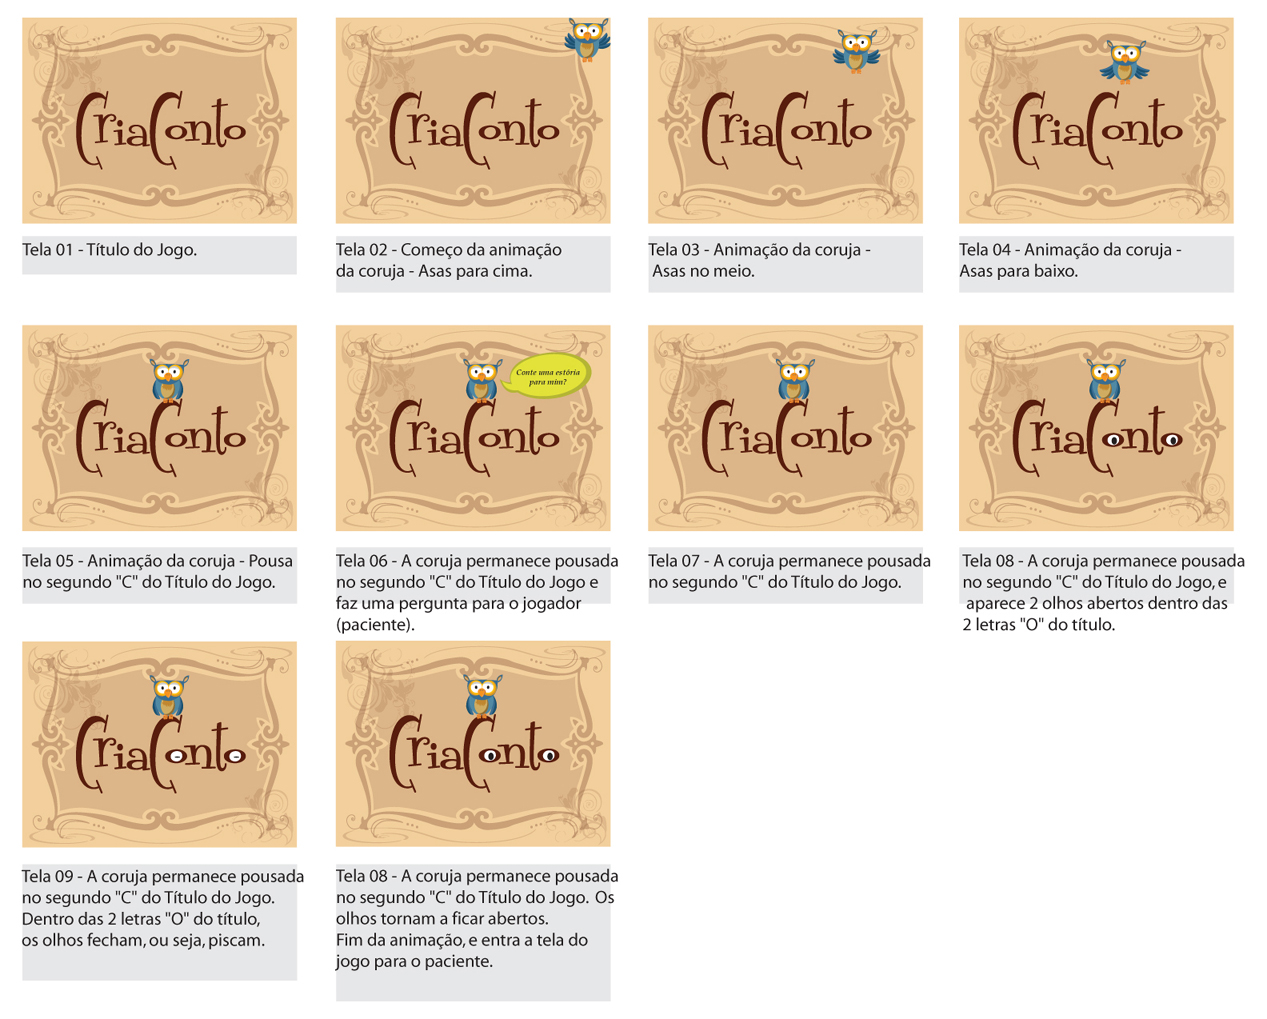 CriaConto
Tela 01 - Título do Jogo.
CriaConto
Tela 02 - Começo da animação
da coruja - Asas para cima.
CriaConto
Tela 03 - Animação da coruja -
Asas no meio.
CriaConto
Tela 04 - Animação da coruja -
Asas para baixo.
CriaConto
Tela 05 - Animação da coruja - Pousa
no segundo "C" do Título do Jogo.
Conte uma estória
para mim?
CriaConto
Tela 06 - A coruja permanece pousada
no segundo "C" do Título do Jogo e
faz uma pergunta para o jogador
(paciente).
CriaConto
Tela 07 - A coruja permanece pousada
no segundo "C" do Título do Jogo.
CriaConto
Tela 08 - A coruja permanece pousada
no segundo "C" do Título do Jogo, e
aparece 2 olhos abertos dentro das
2 letras "O" do título.
CriaConto
Tela 09 - A coruja permanece pousada
no segundo "C" do Título do Jogo.
Dentro das 2 letras "O" do título,
os olhos fecham, ou seja, piscam.
CriaConto
Tela 08 - A coruja permanece pousada
no segundo "C" do Título do Jogo. Os
olhos tornam a ficar abertos.
Fim da animação, e entra a tela do
jogo para o paciente.